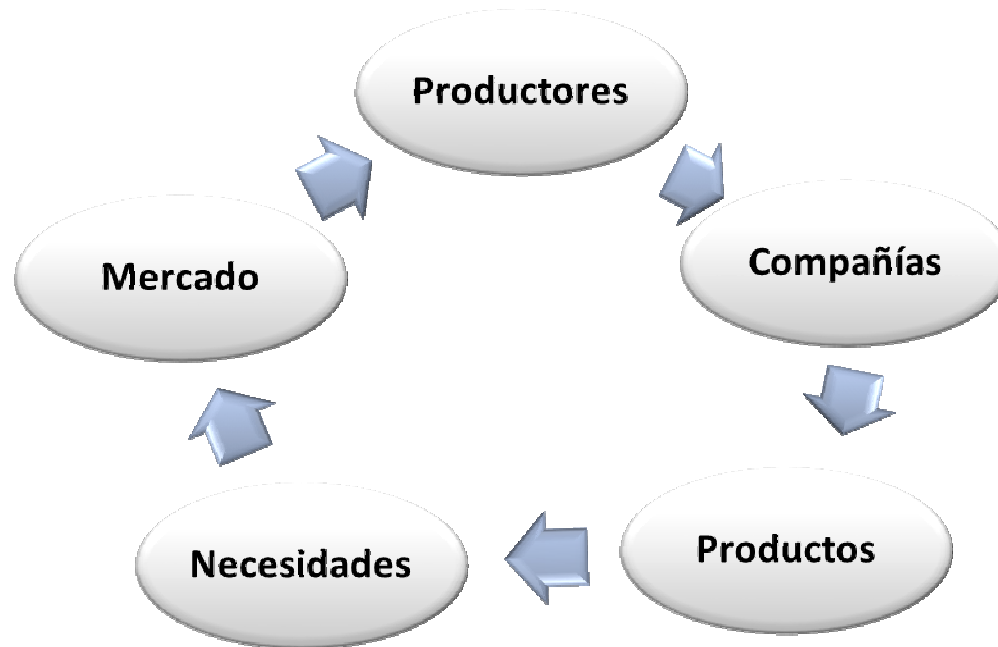 Productores
Compañías
Productos
Necesidades
Mercado